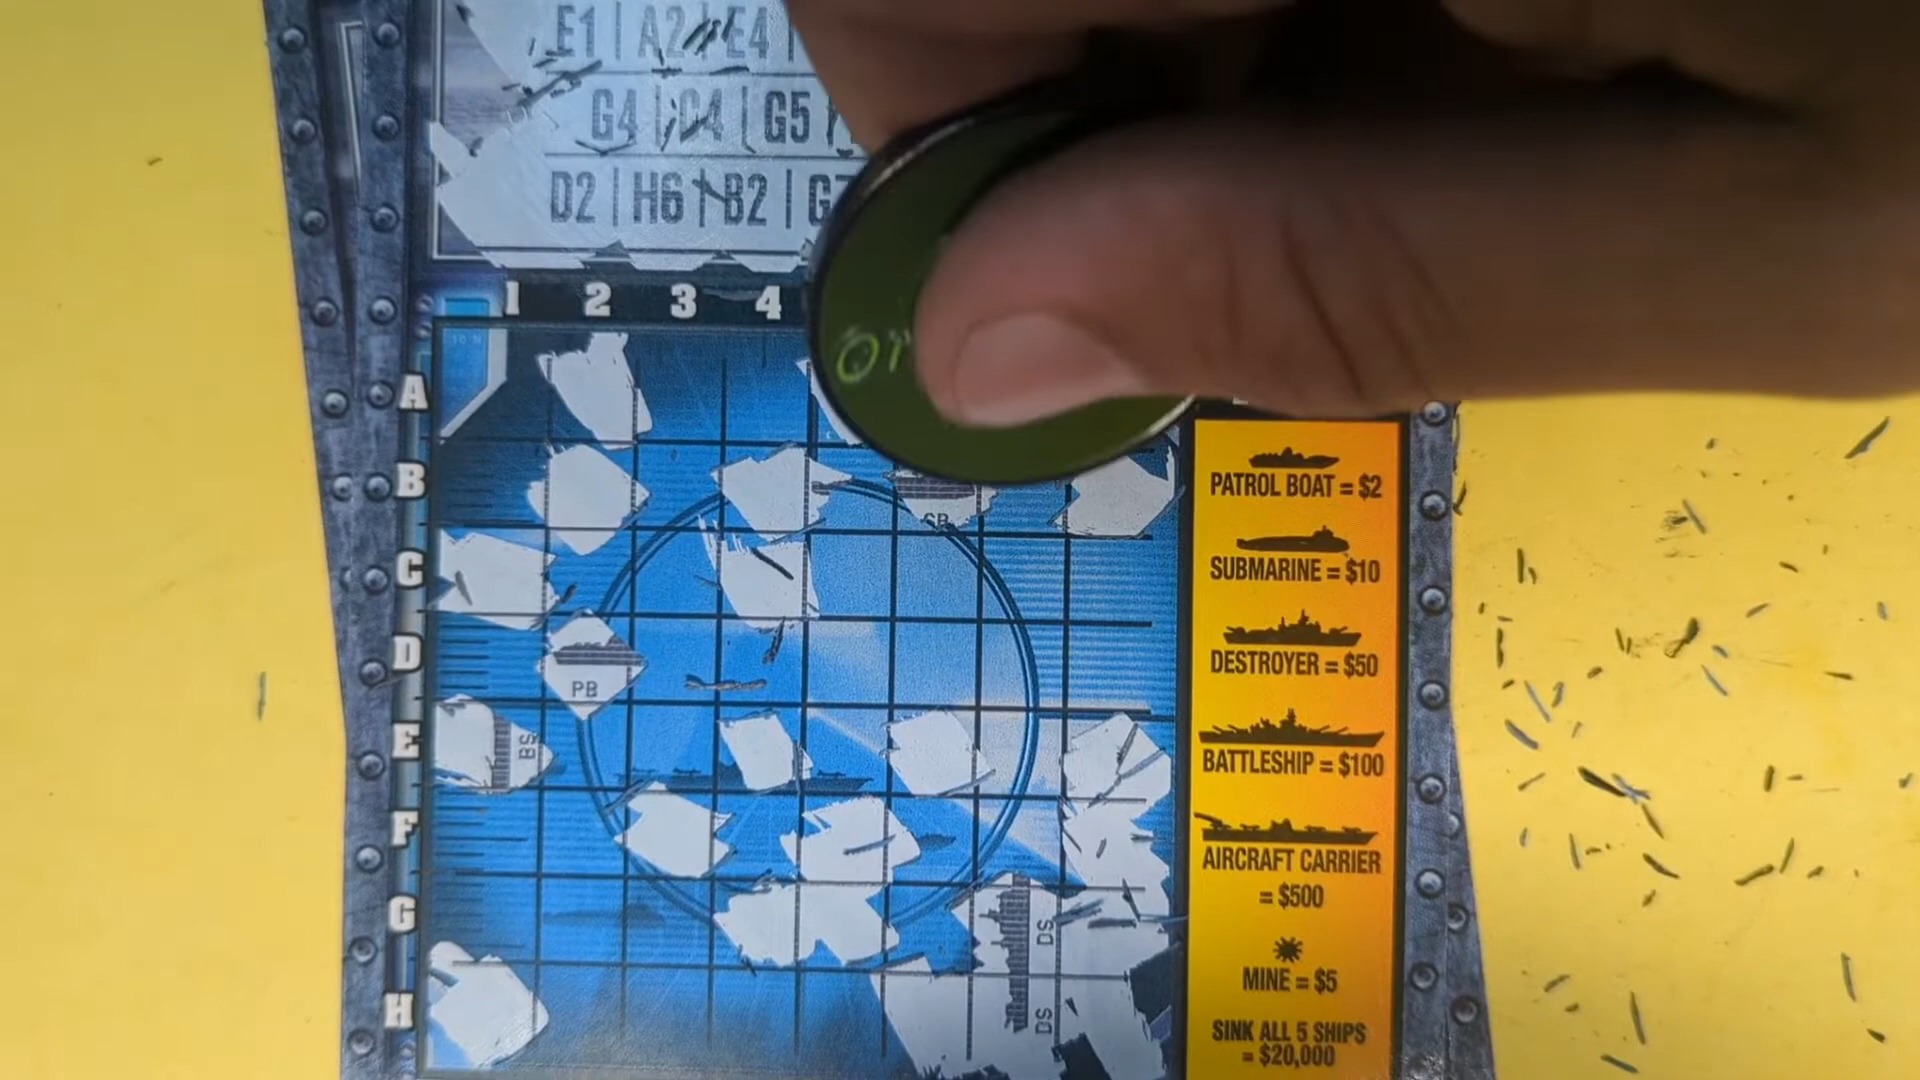 E1 | A2 | E4 |
G4 | C4 | G5
D2 | H6 | B2 | G7
1 2 3 4
A
B
SB
C
D
PB
E
BS
F
G
DS
H
DS
PATROL BOAT = $2
SUBMARINE = $10
DESTROYER = $50
BATTLESHIP = $100
AIRCRAFT CARRIER
= $500
MINE = $5
SINK ALL 5 SHIPS
= $20,000